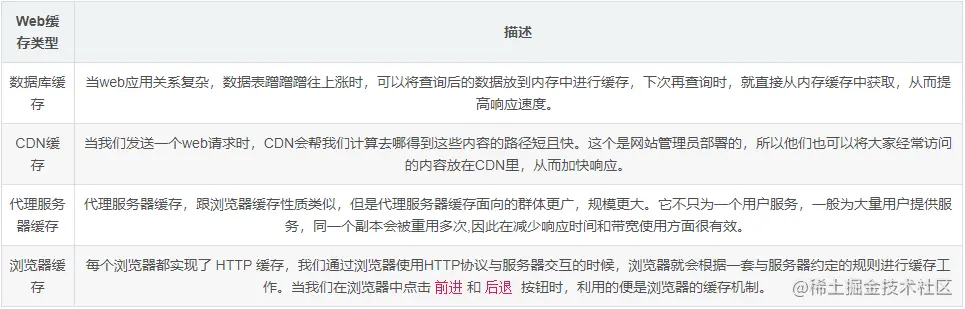 Web缓
存类型
描述
数据库缓
存
当web应用关系复杂，数据表蹭蹭蹭往上涨时，可以将查询后的数据放到内存中进行缓存，下次再查询时，就直接从内存缓存中获取，从而提
高响应速度。
CDN缓
存
当我们发送一个web请求时，CDN会帮我们计算去哪得到这些内容的路径短且快。这个是网站管理员部署的，所以他们也可以将大家经常访问
的内容放在CDN里，从而加快响应。
代理服务
器缓存
代理服务器缓存，跟浏览器缓存性质类似，但是代理服务器缓存面向的群体更广，规模更大。它不只为一个用户服务，一般为大量用户提供服
务，同一个副本会被重用多次,因此在减少响应时间和带宽使用方面很有效。
浏览器缓
存
每个浏览器都实现了 HTTP 缓存，我们通过浏览器使用HTTP协议与服务器交互的时候，浏览器就会根据一套与服务器约定的规则进行缓存工
作。当我们在浏览器中点击 前进 和 后退 按钮时，利用的便是浏览器的缓存机制。
@稀土掘金技术社区